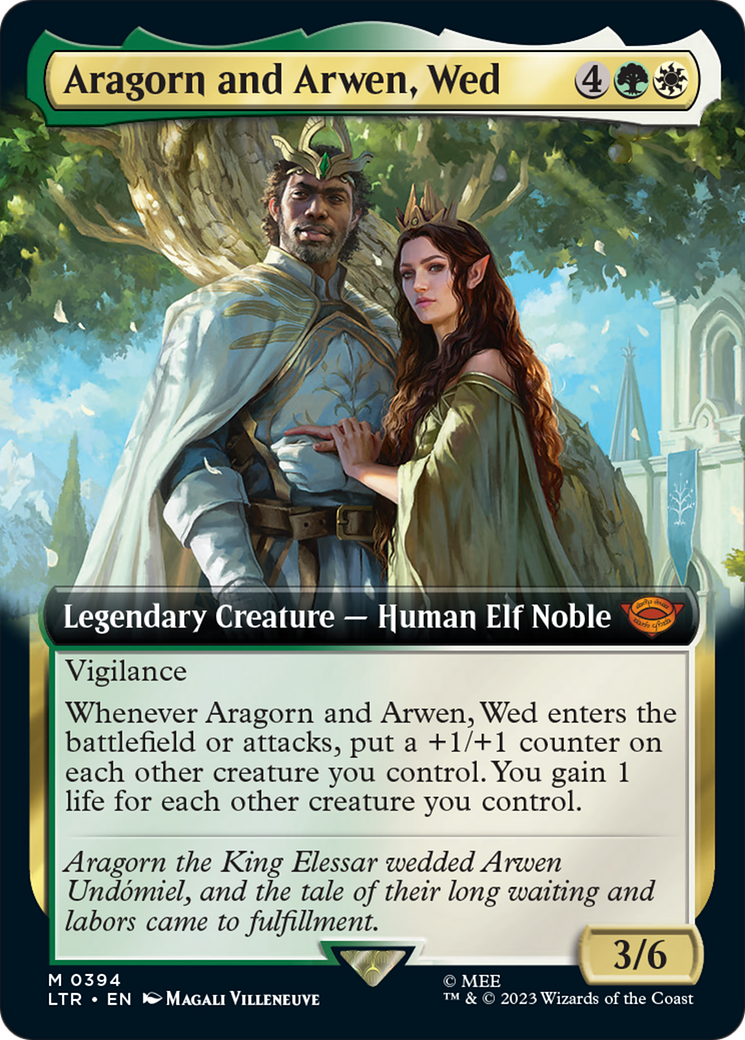 Aragorn and Arwen, Wed 4
Legendary Creature — Human Elf Noble
Vigilance
Whenever Aragorn and Arwen, Wed enters the
battlefield or attacks, put a +1/+1 counter on
each other creature you control. You gain 1
life for each other creature you control.
Aragorn the King Elessar wedded Arwen
Undómiel, and the tale of their long waiting and
labors came to fulfillment.
3/6
M 0394
LTR • EN Magali Villeneuve
© MEE
™ & © 2023 Wizards of the Coast